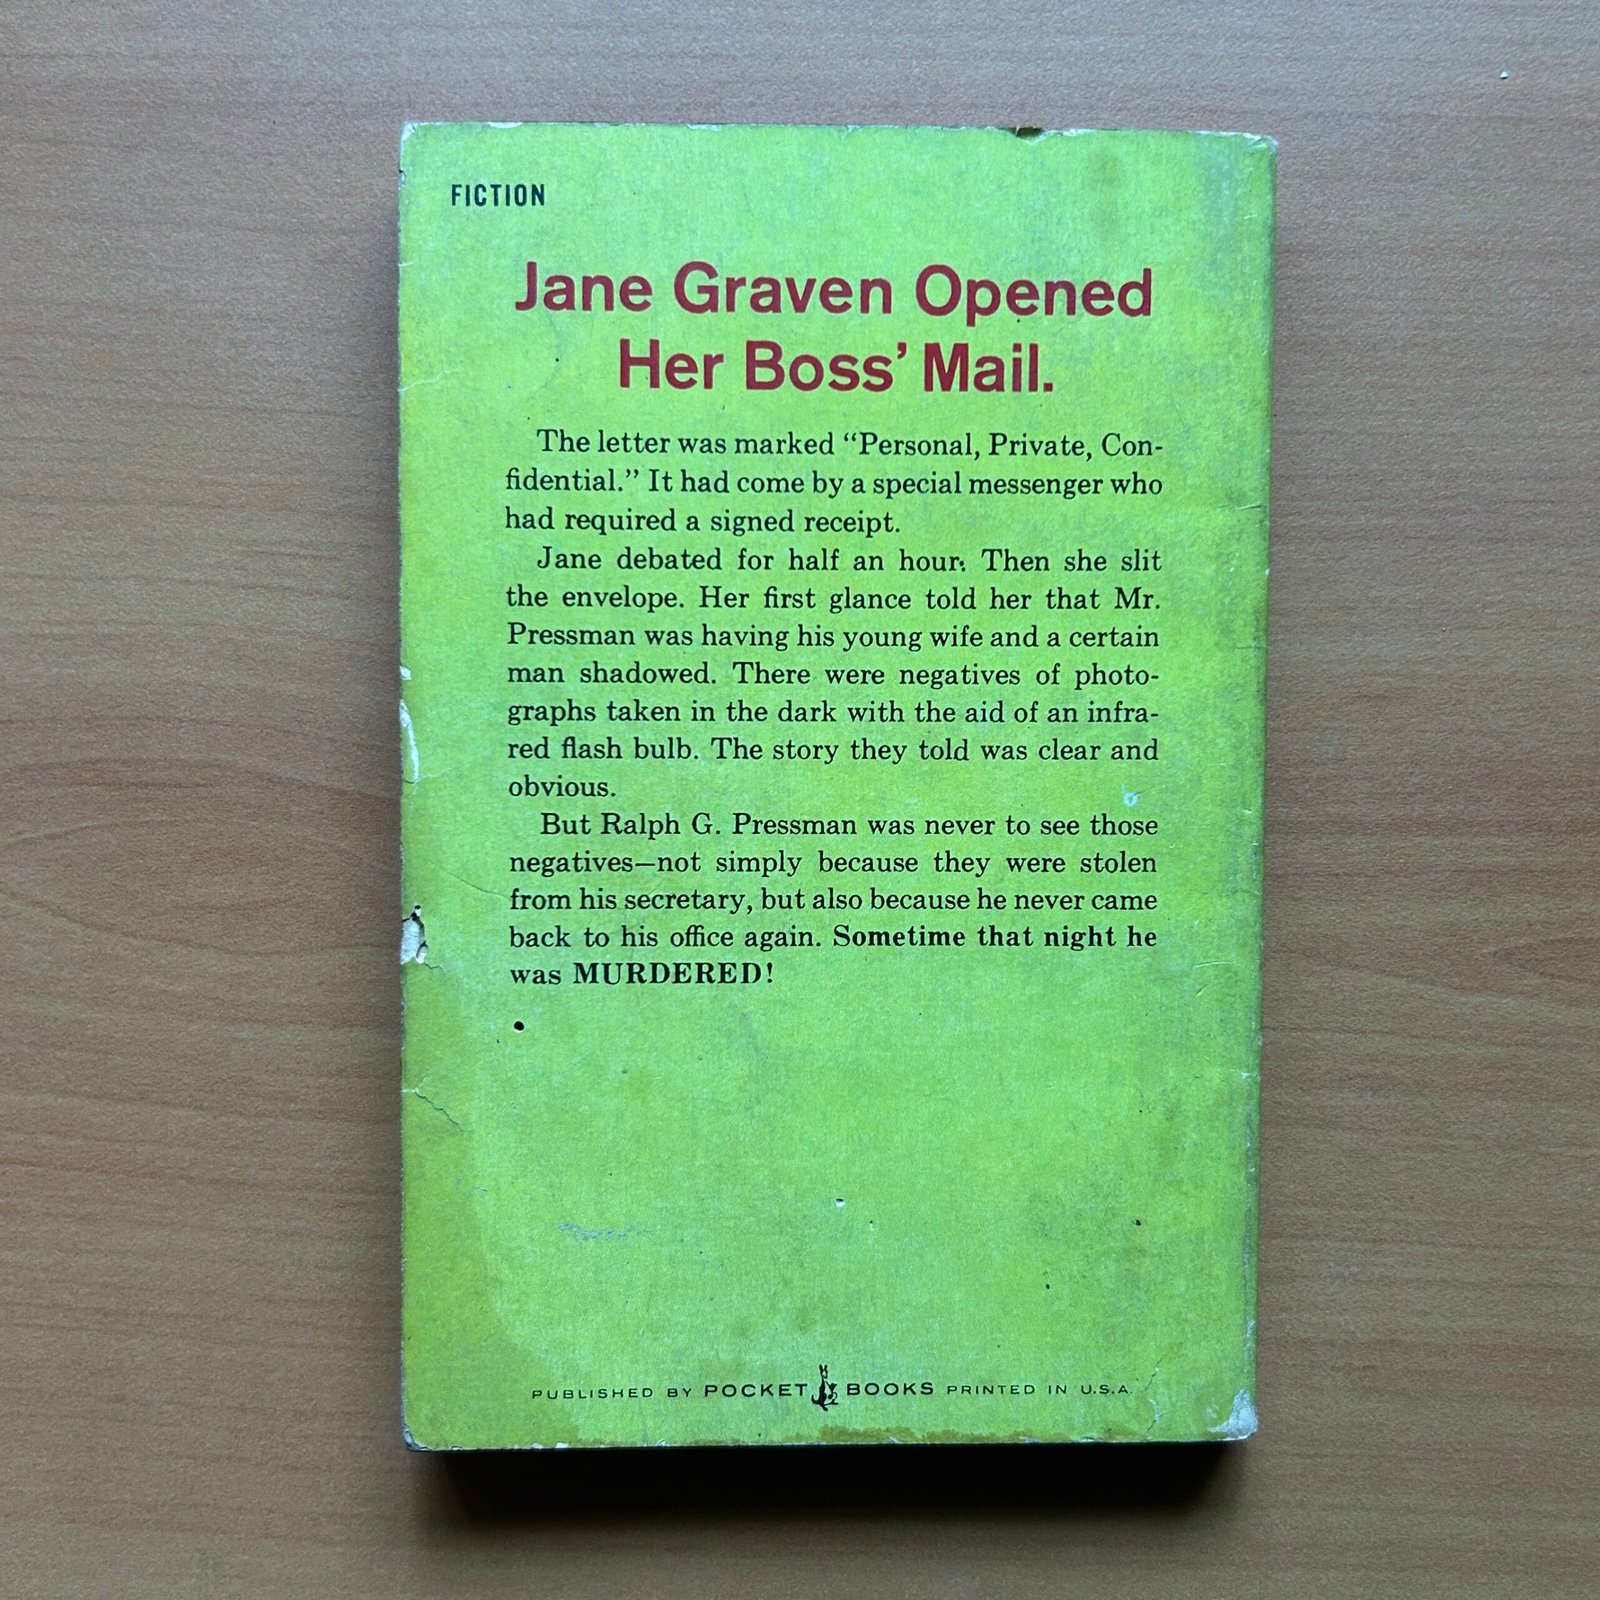 FICTION
Jane Graven Opened
Her Boss’ Mail.
The letter was marked “Personal, Private, Con-
fidential.” It had come by a special messenger who
had required a signed receipt.
Jane debated for half an hour. Then she slit
the envelope. Her first glance told her that Mr.
Pressman was having his young wife and a certain
man shadowed. There were negatives of photo-
graphs taken in the dark with the aid of an infra-
red flash bulb. The story they told was clear and
obvious.
But Ralph G. Pressman was never to see those
negatives—not simply because they were stolen
from his secretary, but also because he never came
back to his office again. Sometime that night he
was MURDERED!
PUBLISHED BY POCKET BOOKS PRINTED IN U.S.A.